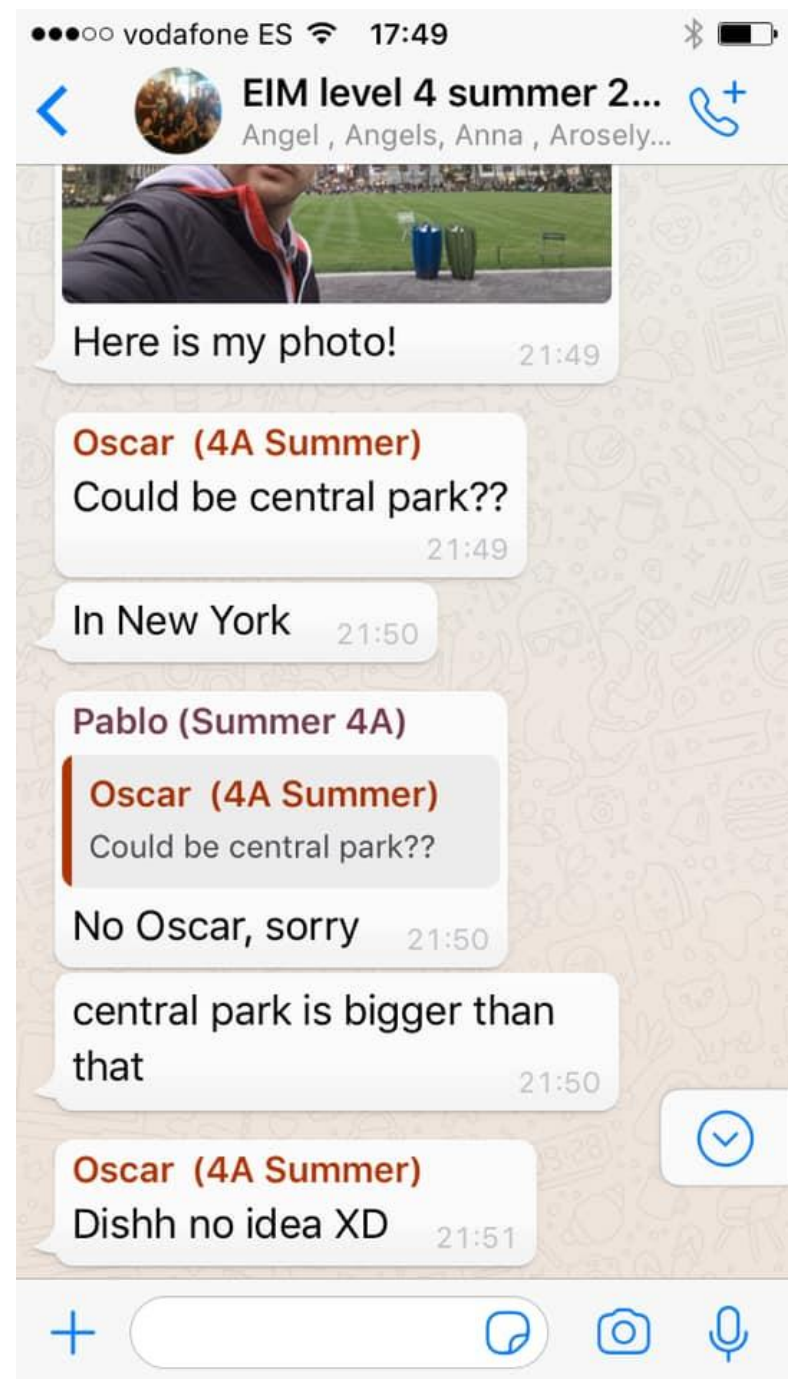 vodafone ES 17:49
EIM level 4 summer 2...
Angel , Angels, Anna , Arosely...
Here is my photo! 21:49
Oscar (4A Summer)
Could be central park??
21:49
In New York 21:50
Pablo (Summer 4A)
Oscar (4A Summer)
Could be central park??
No Oscar, sorry 21:50
central park is bigger than
that 21:50
Oscar (4A Summer)
Dishh no idea XD 21:51